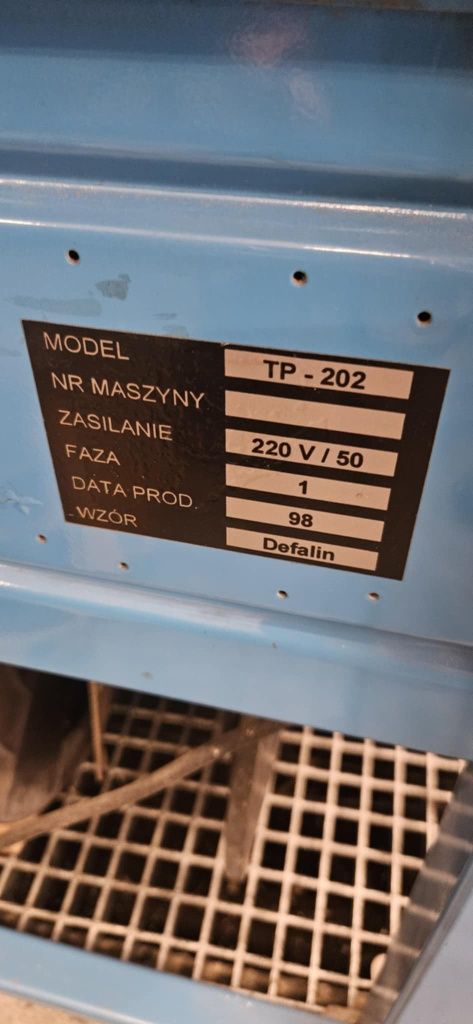 MODEL TP - 202
NR MASZYNY
ZASILANIE 220 V / 50
FAZA 1
DATA PROD. 98
WZÓR Defalin